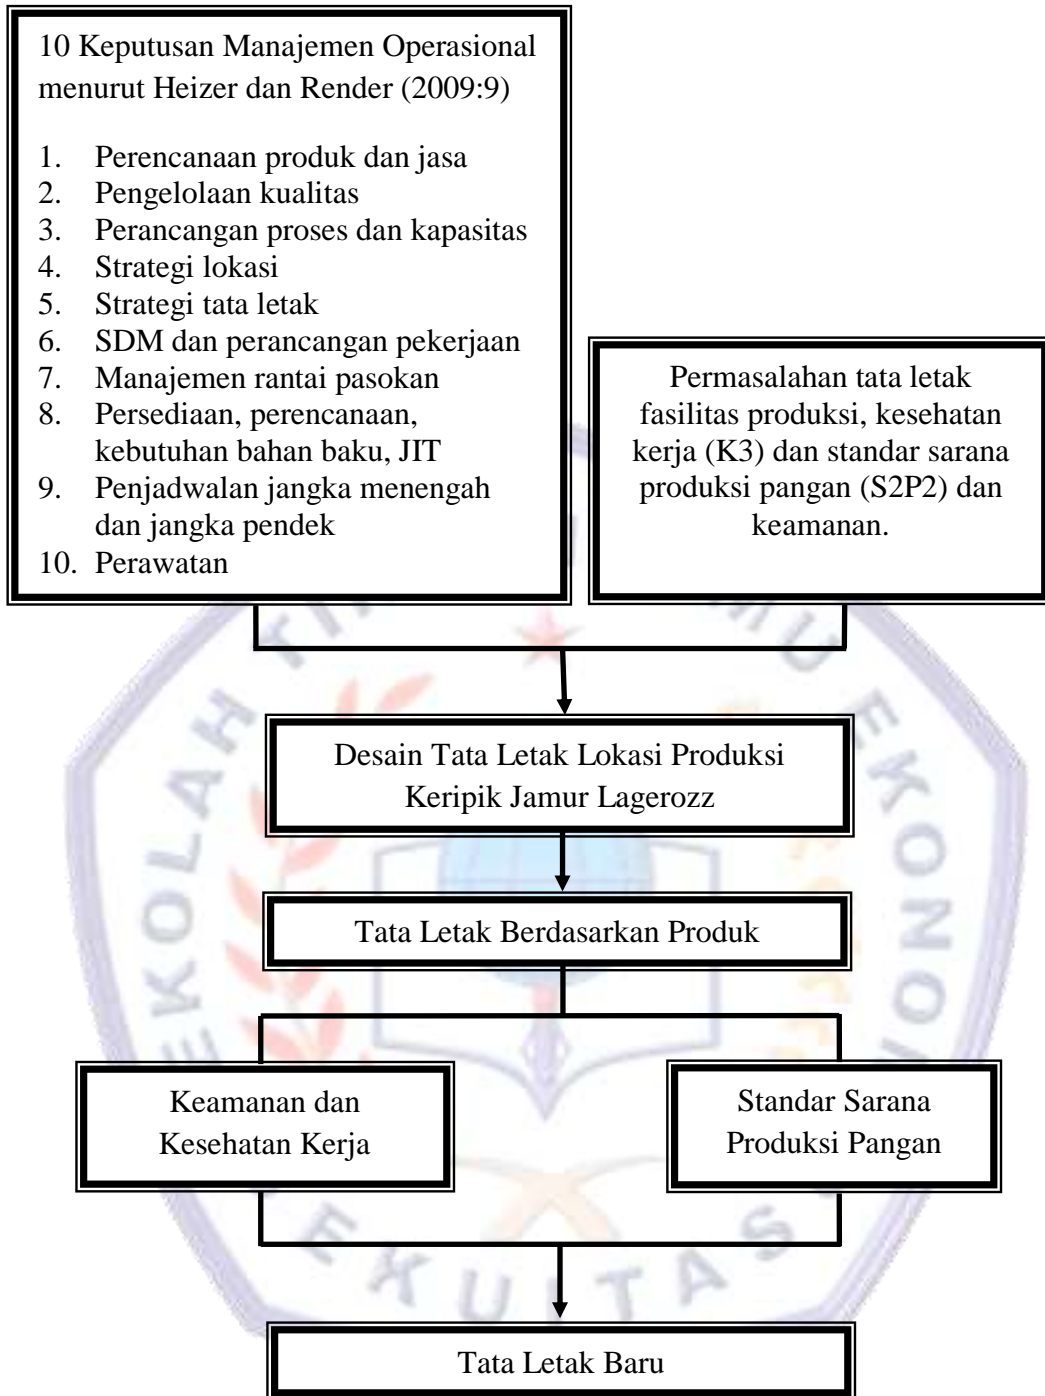 10 Keputusan Manajemen Operasional
menurut Heizer dan Render (2009:9)
1. Perencanaan produk dan jasa
2. Pengelolaan kualitas
3. Perancangan proses dan kapasitas
4. Strategi lokasi
5. Strategi tata letak
6. SDM dan perancangan pekerjaan
7. Manajemen rantai pasokan
8. Persediaan, perencanaan,
kebutuhan bahan baku, JIT
9. Penjadwalan jangka menengah
dan jangka pendek
10. Perawatan
Permasalahan tata letak
fasilitas produksi, kesehatan
kerja (K3) dan standar sarana
produksi pangan (S2P2) dan
keamanan.
Desain Tata Letak Lokasi Produksi
Keripik Jamur Lagerozz
Tata Letak Berdasarkan Produk
Keamanan dan
Kesehatan Kerja
Standar Sarana
Produksi Pangan
Tata Letak Baru